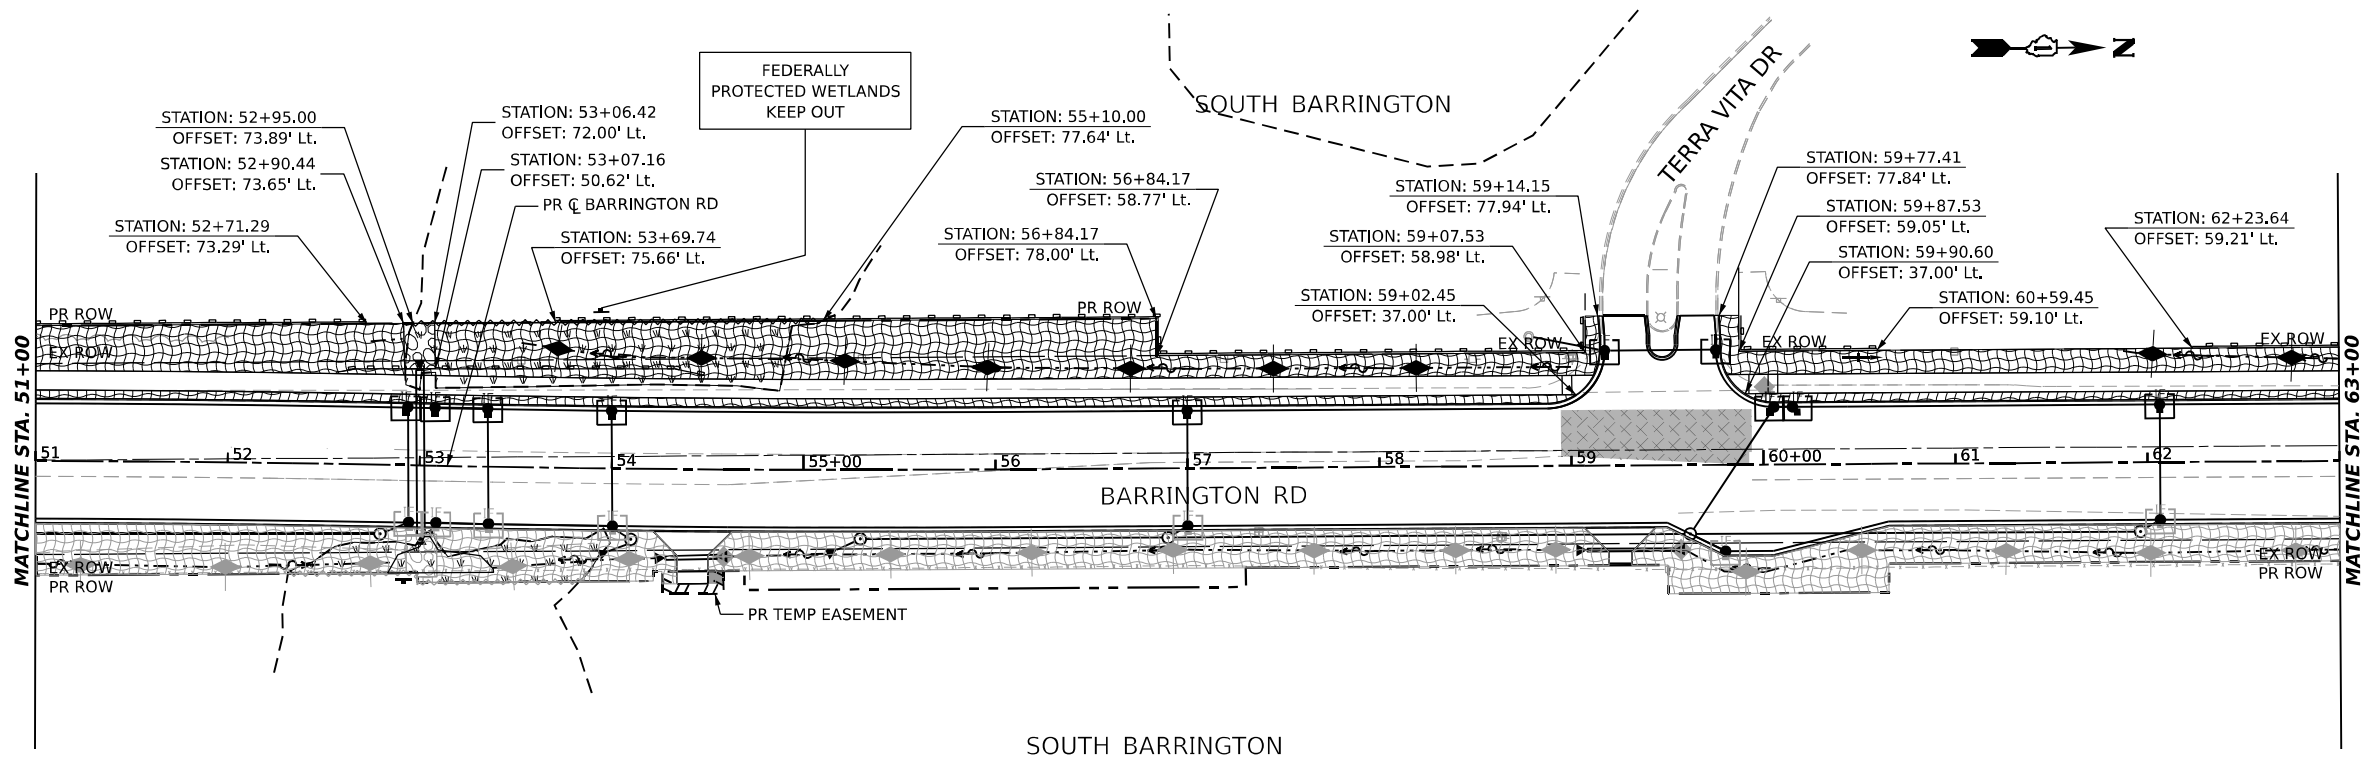 N
SOUTH BARRINGTON
TERRA VITA DR
FEDERALLY
PROTECTED WETLANDS
KEEP OUT
STATION: 52+95.00
OFFSET: 73.89' Lt.
STATION: 52+90.44
OFFSET: 73.65' Lt.
STATION: 52+71.29
OFFSET: 73.29' Lt.
STATION: 53+06.42
OFFSET: 72.00' Lt.
STATION: 53+07.16
OFFSET: 50.62' Lt.
PR ℄ BARRINGTON RD
STATION: 53+69.74
OFFSET: 75.66' Lt.
STATION: 55+10.00
OFFSET: 77.64' Lt.
STATION: 56+84.17
OFFSET: 58.77' Lt.
STATION: 56+84.17
OFFSET: 78.00' Lt.
STATION: 59+14.15
OFFSET: 77.94' Lt.
STATION: 59+07.53
OFFSET: 58.98' Lt.
STATION: 59+02.45
OFFSET: 37.00' Lt.
STATION: 59+77.41
OFFSET: 77.84' Lt.
STATION: 59+87.53
OFFSET: 59.05' Lt.
STATION: 59+90.60
OFFSET: 37.00' Lt.
STATION: 60+59.45
OFFSET: 59.10' Lt.
STATION: 62+23.64
OFFSET: 59.21' Lt.
PR ROW
PR ROW
EX ROW
EX ROW
EX ROW
EX ROW
MATCHLINE STA. 51+00
MATCHLINE STA. 63+00
51
52
53
54
55+00
56
57
58
59
60+00
61
62
BARRINGTON RD
EX ROW
PR ROW
EX ROW
PR ROW
PR TEMP EASEMENT
SOUTH BARRINGTON